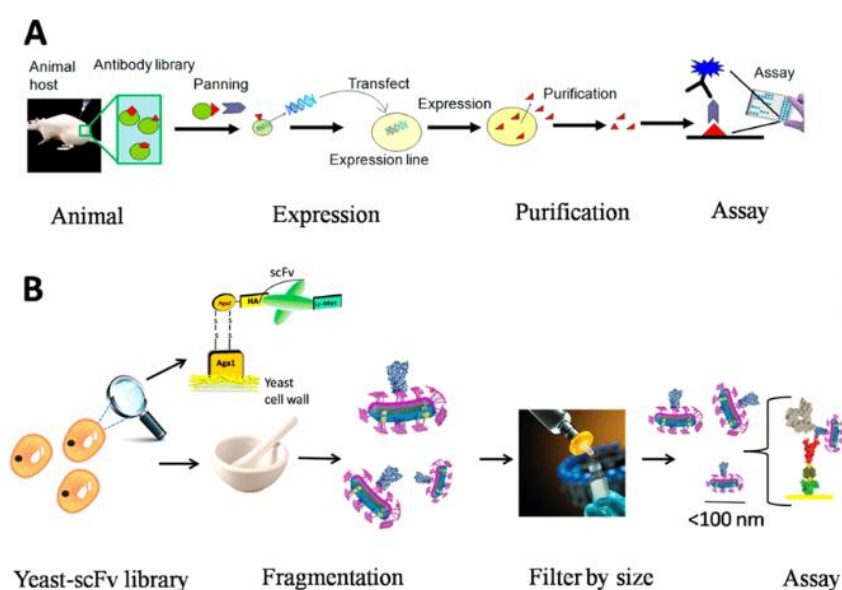 A
Animal
host
Antibody library
Panning
Transfect
Expression line
Expression
Purification
Assay
Animal
Expression
Purification
Assay
B
scFv
Aga2
HA
c-Myc
S
S
S
S
Aga1
Yeast
cell wall
<100 nm
Yeast-scFv library
Fragmentation
Filter by size
Assay